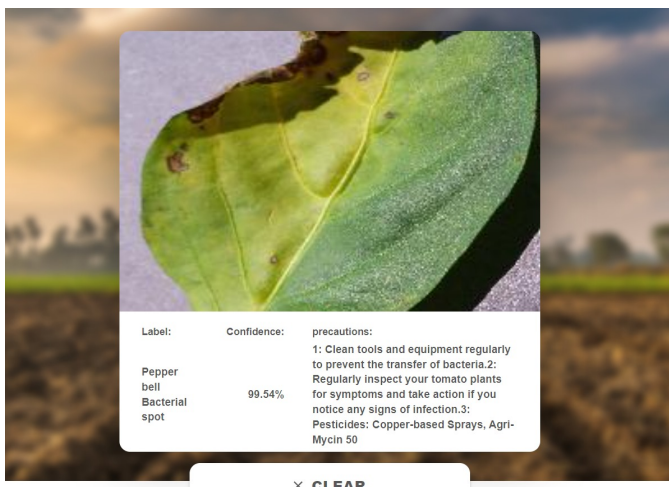 Label: Confidence: precautions:
Pepper
bell
Bacterial
spot
99.54%
1: Clean tools and equipment regularly
to prevent the transfer of bacteria.2:
Regularly inspect your tomato plants
for symptoms and take action if you
notice any signs of infection.3:
Pesticides: Copper-based Sprays, Agri-
Mycin 50
CLEAR